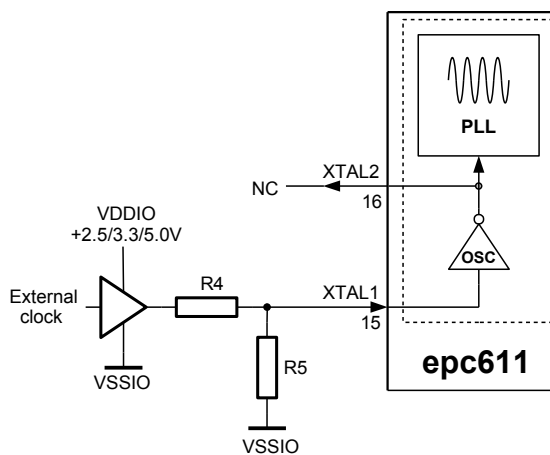 PLL
XTAL2
NC
16
VDDIO
+2.5/3.3/5.0V
OSC
R4
XTAL1
External
clock
15
VSSIO
R5
epc611
VSSIO